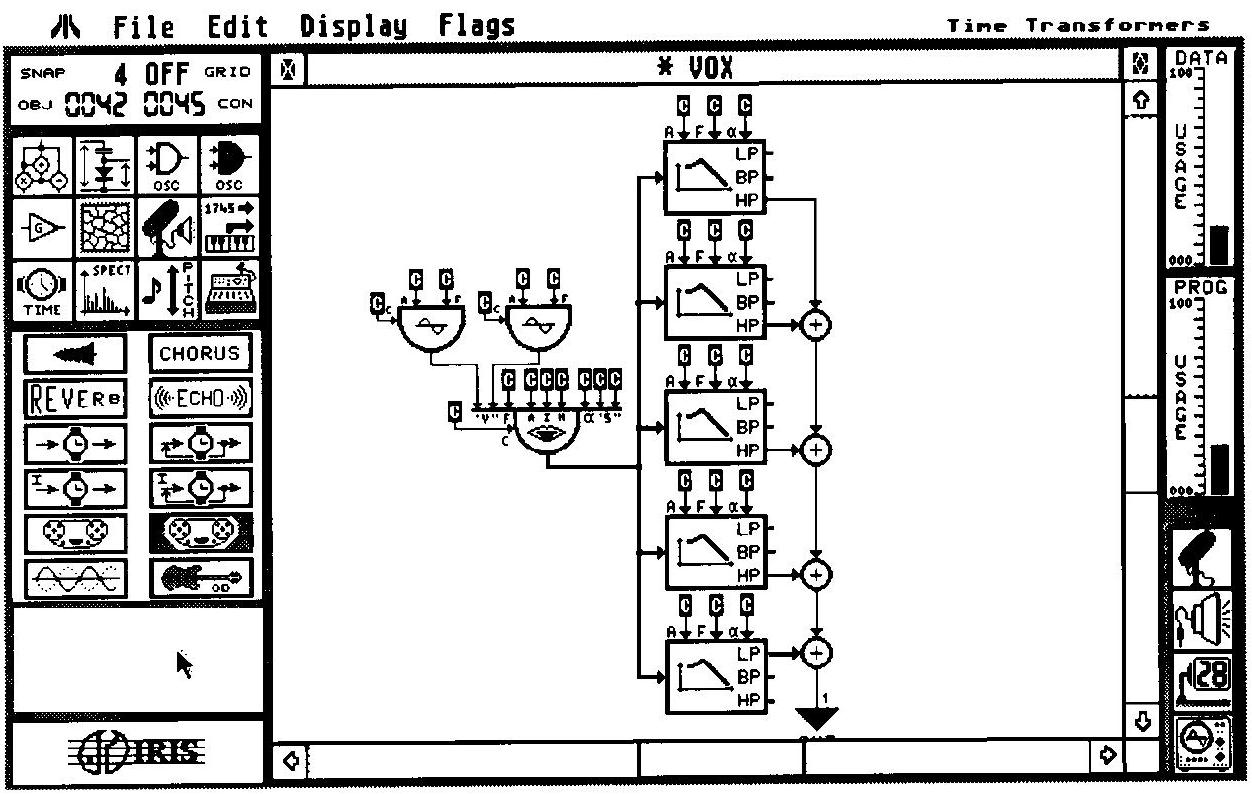 File Edit Display Flags
Time Transformers
SNAP 4 OFF GRID
OBJ 0042 0045 CON
* VOX
DATA
100
USAGE
000
PROG
100
USAGE
000
OSC OSC
G 1745
TIME SPECT PITCH
CHORUS
REVERB ECHO
I I
OD
IRIS
C C C
A F α
LP
BP
HP
C C C
A F α
LP
BP
HP
C C C
A F α
LP
BP
HP
C C C
A F α
LP
BP
HP
C C C
A F α
LP
BP
HP
C C C C
C A F C A F
C C C C C C C
C "V" F A I N α "S"
C
1
28